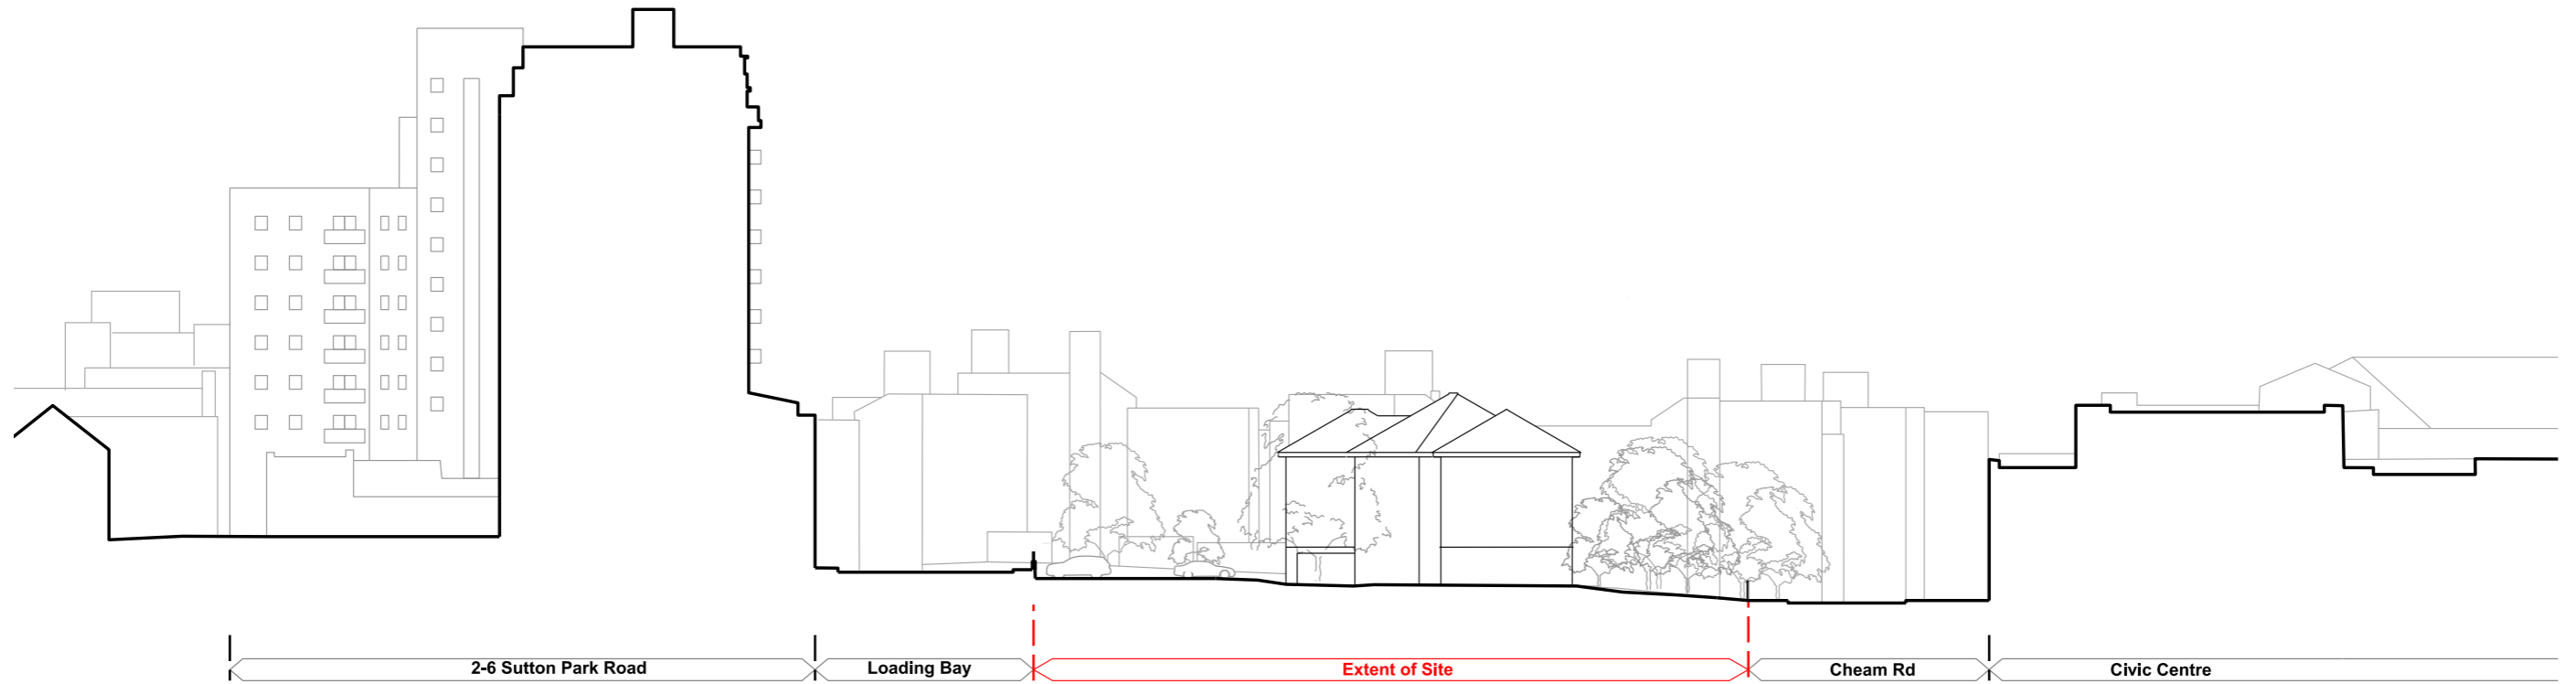 2-6 Sutton Park Road
Loading Bay
Extent of Site
Cheam Rd
Civic Centre